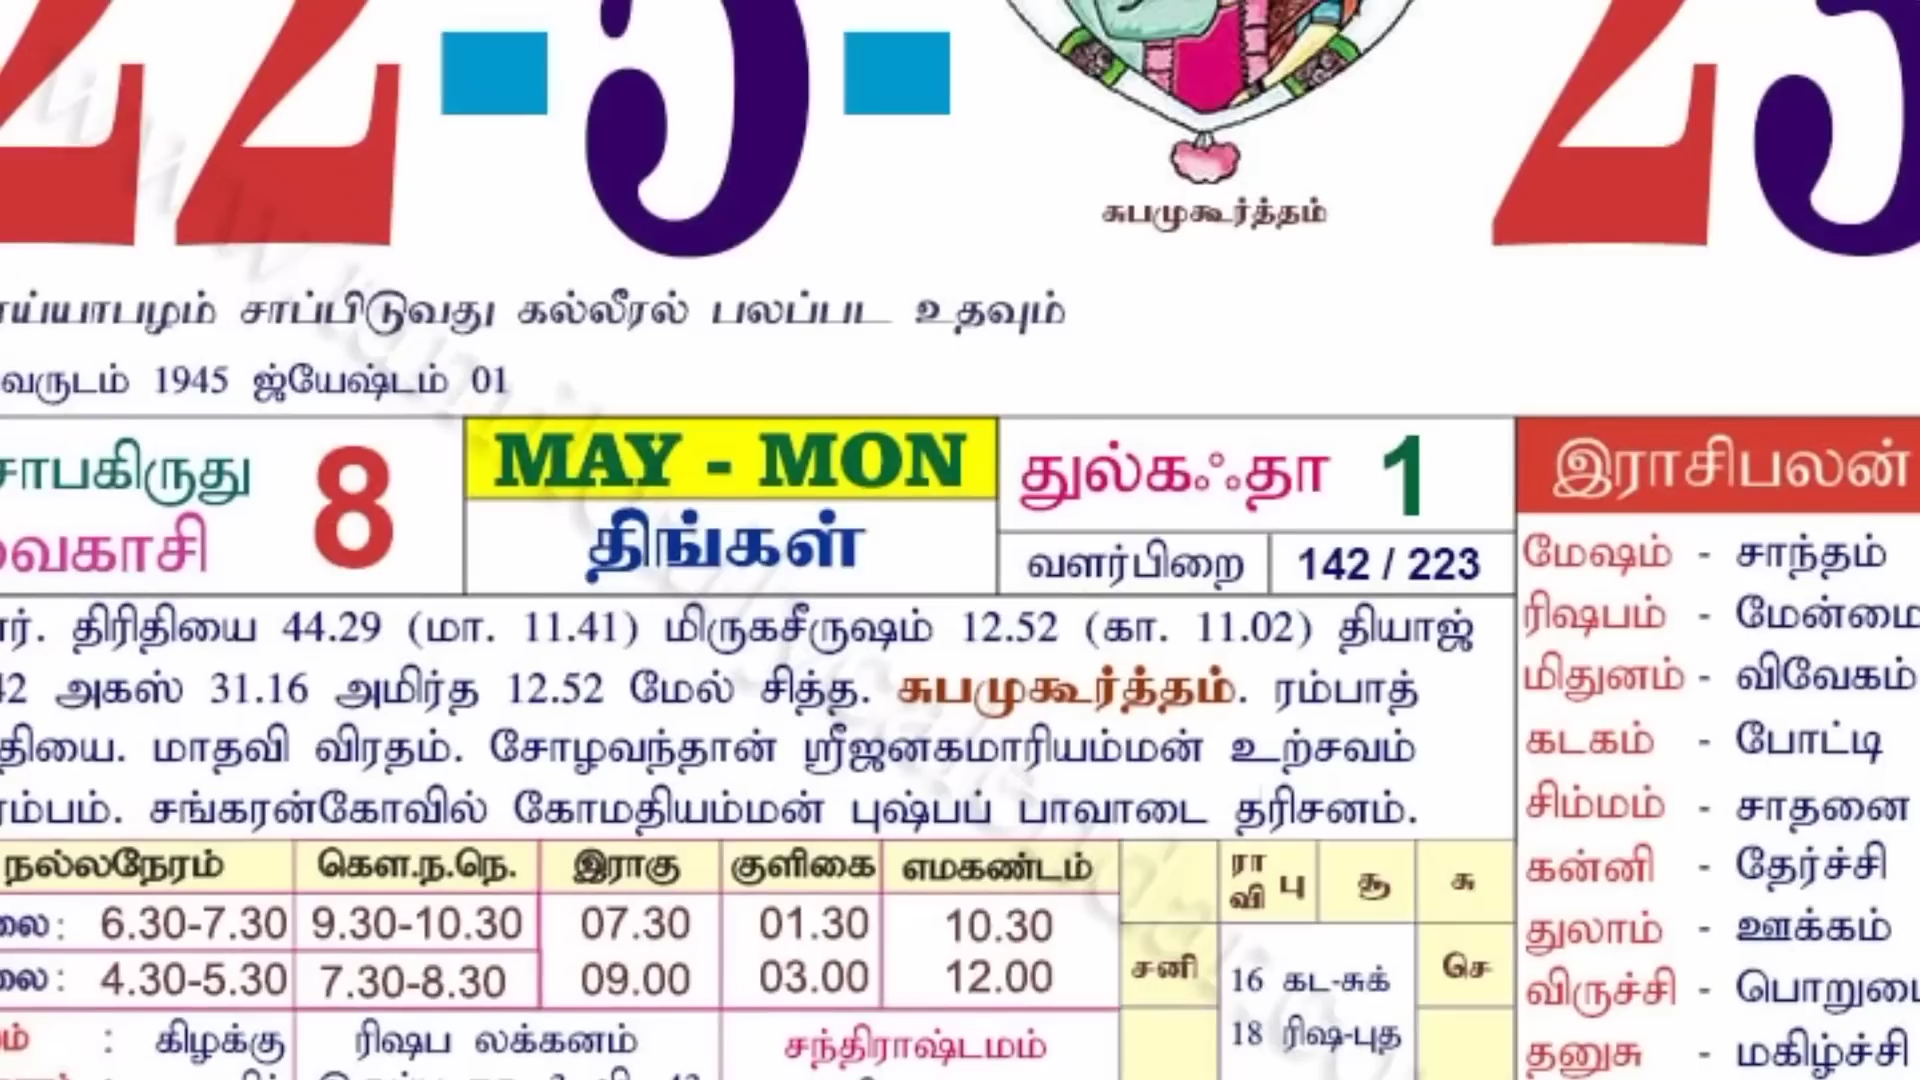 22-5- 23
சுபமுகூர்த்தம்
சாப்பிடுவது கல்லீரல் பலப்பட உதவும்
வருடம் 1945 ஜ்யேஷ்டம் 01
சோபகிருது
வைகாசி 8
MAY - MON
திங்கள்
துல்கஃதா 1
வளர்பிறை 142 / 223
திரிதியை 44.29 (மா. 11.41) மிருகசீருஷம் 12.52 (கா. 11.02) தியாஜ்
42 அகஸ் 31.16 அமிர்த 12.52 மேல் சித்த. சுபமுகூர்த்தம். ரம்பாத்
தியை. மாதவி விரதம். சோழவந்தான் ஸ்ரீஜனகமாரியம்மன் உற்சவம்
ரம்பம். சங்கரன்கோவில் கோமதியம்மன் புஷ்பப் பாவாடை தரிசனம்.
நல்லநேரம் கௌ.ந.நெ. இராகு குளிகை எமகண்டம்
லை : 6.30-7.30 9.30-10.30 07.30 01.30 10.30
லை : 4.30-5.30 7.30-8.30 09.00 03.00 12.00
: கிழக்கு ரிஷப லக்கனம் சந்திராஷ்டமம்
ரா வி பு சூ சு
சனி செ
16 கட-சுக்
18 ரிஷ-புத
இராசிபலன்
மேஷம் - சாந்தம்
ரிஷபம் - மேன்மை
மிதுனம் - விவேகம்
கடகம் - போட்டி
சிம்மம் - சாதனை
கன்னி - தேர்ச்சி
துலாம் - ஊக்கம்
விருச்சி - பொறுமை
தனுசு - மகிழ்ச்சி